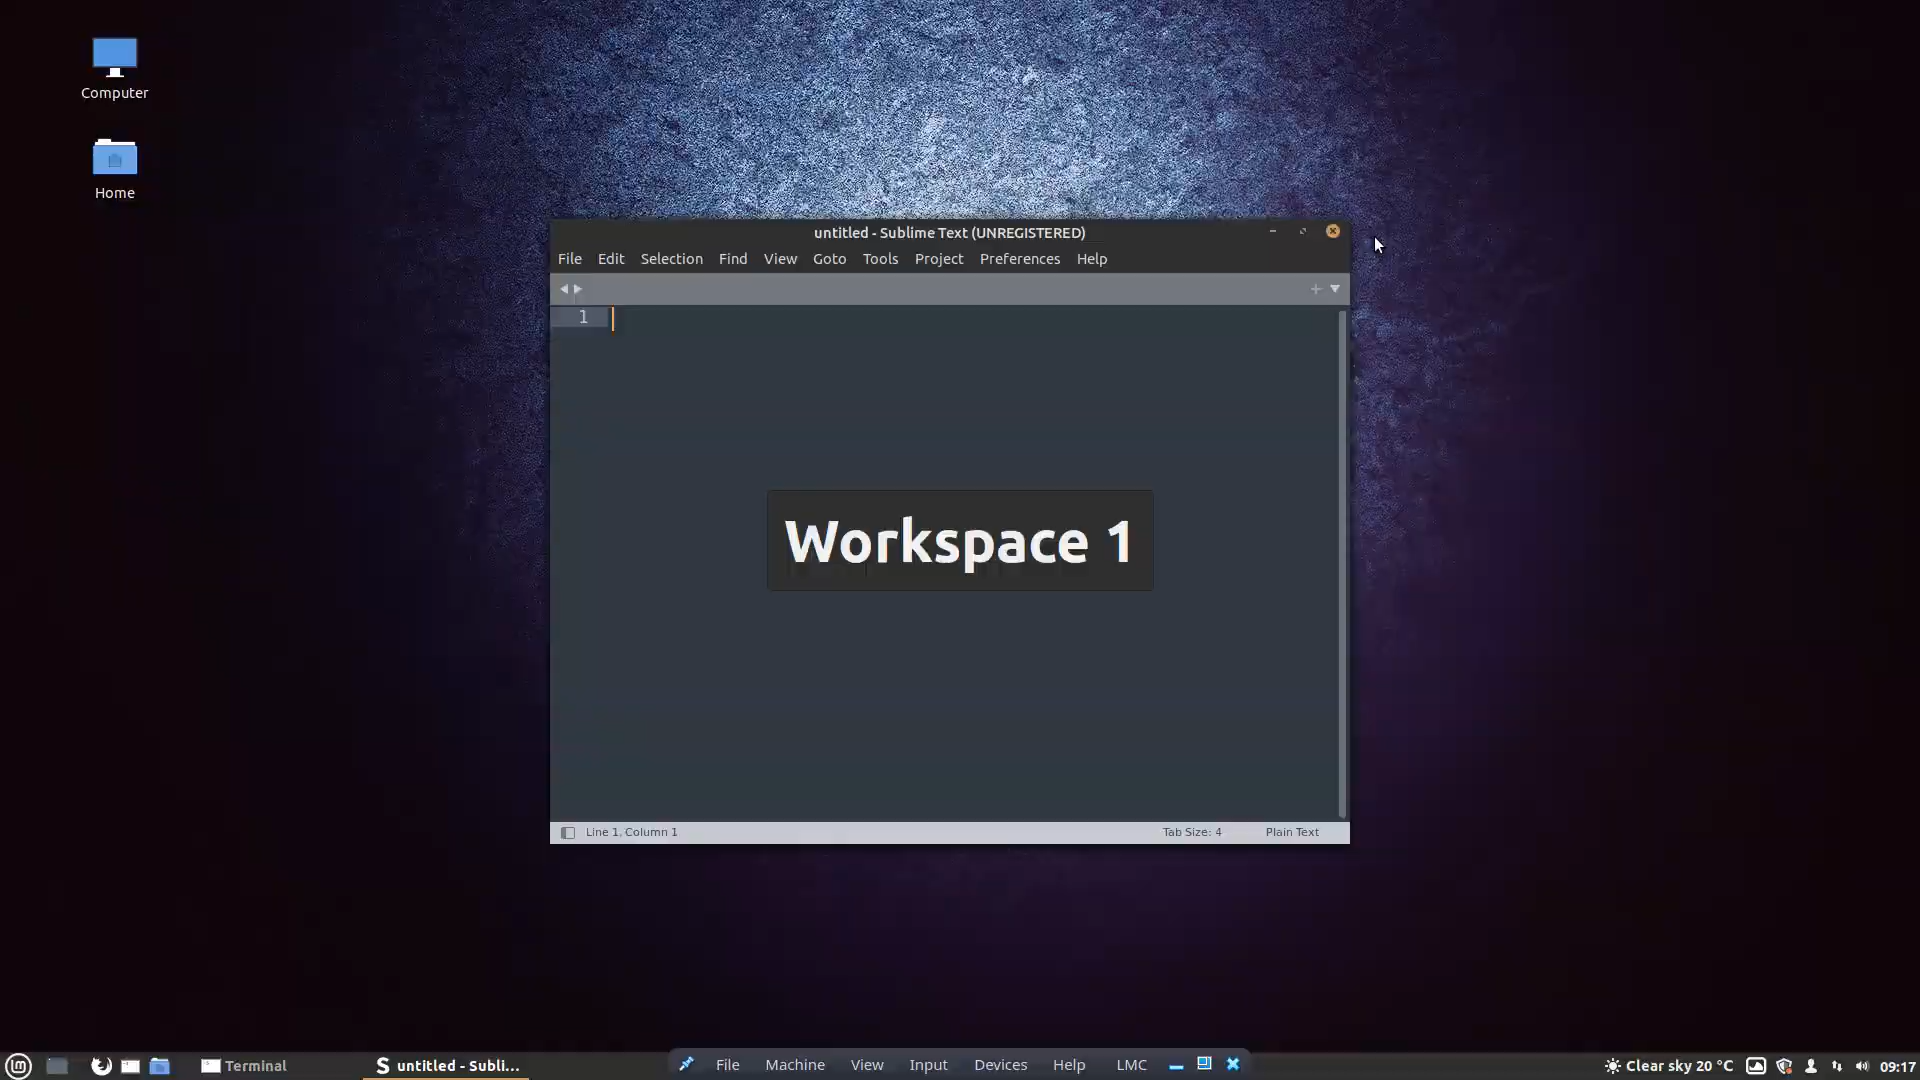 Computer
Home
untitled - Sublime Text (UNREGISTERED)
File Edit Selection Find View Goto Tools Project Preferences Help
1
Workspace 1
Line 1, Column 1 Tab Size: 4 Plain Text
lm Terminal S untitled - Subli... File Machine View Input Devices Help LMC Clear sky 20 °C 09:17